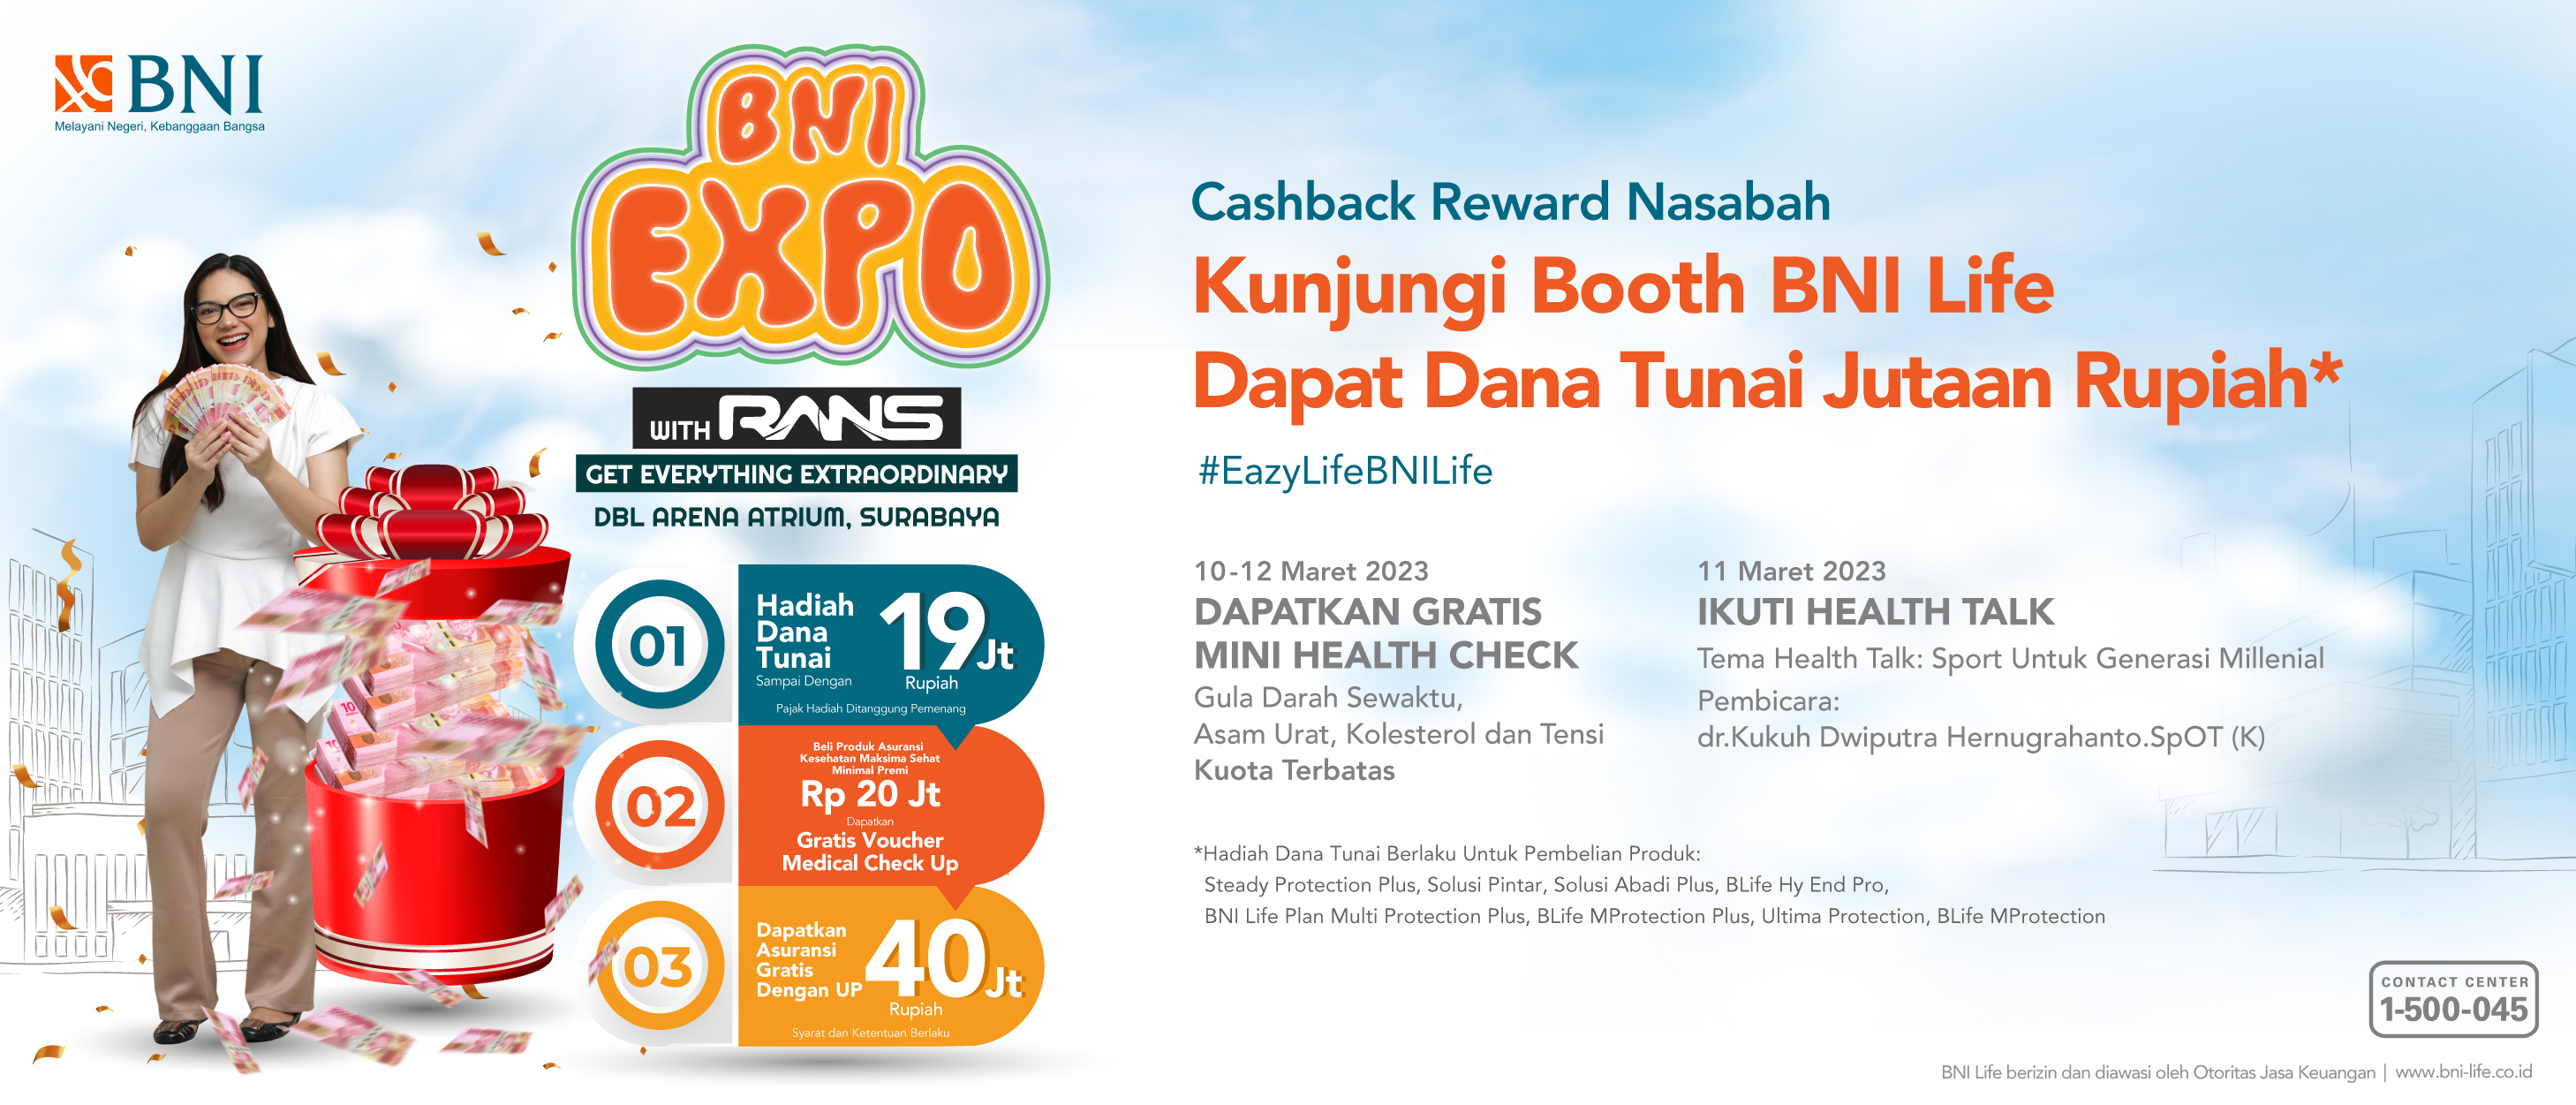 BNI
Melayani Negeri, Kebanggaan Bangsa
BNI
EXPO
WITH RANS
GET EVERYTHING EXTRAORDINARY
DBL ARENA ATRIUM, SURABAYA
01
Hadiah
Dana
Tunai
Sampai Dengan
19Jt
Rupiah
Pajak Hadiah Ditanggung Pemenang
02
Beli Produk Asuransi
Kesehatan Maksima Sehat
Minimal Premi
Rp 20 Jt
Dapatkan
Gratis Voucher
Medical Check Up
03
Dapatkan
Asuransi
Gratis
Dengan UP
40Jt
Rupiah
Syarat dan Ketentuan Berlaku
Cashback Reward Nasabah
Kunjungi Booth BNI Life
Dapat Dana Tunai Jutaan Rupiah*
#EazyLifeBNILife
10-12 Maret 2023
DAPATKAN GRATIS
MINI HEALTH CHECK
Gula Darah Sewaktu,
Asam Urat, Kolesterol dan Tensi
Kuota Terbatas
11 Maret 2023
IKUTI HEALTH TALK
Tema Health Talk: Sport Untuk Generasi Millenial
Pembicara:
dr.Kukuh Dwiputra Hernugrahanto.SpOT (K)
*Hadiah Dana Tunai Berlaku Untuk Pembelian Produk:
Steady Protection Plus, Solusi Pintar, Solusi Abadi Plus, BLife Hy End Pro,
BNI Life Plan Multi Protection Plus, BLife MProtection Plus, Ultima Protection, BLife MProtection
CONTACT CENTER
1-500-045
BNI Life berizin dan diawasi oleh Otoritas Jasa Keuangan | www.bni-life.co.id